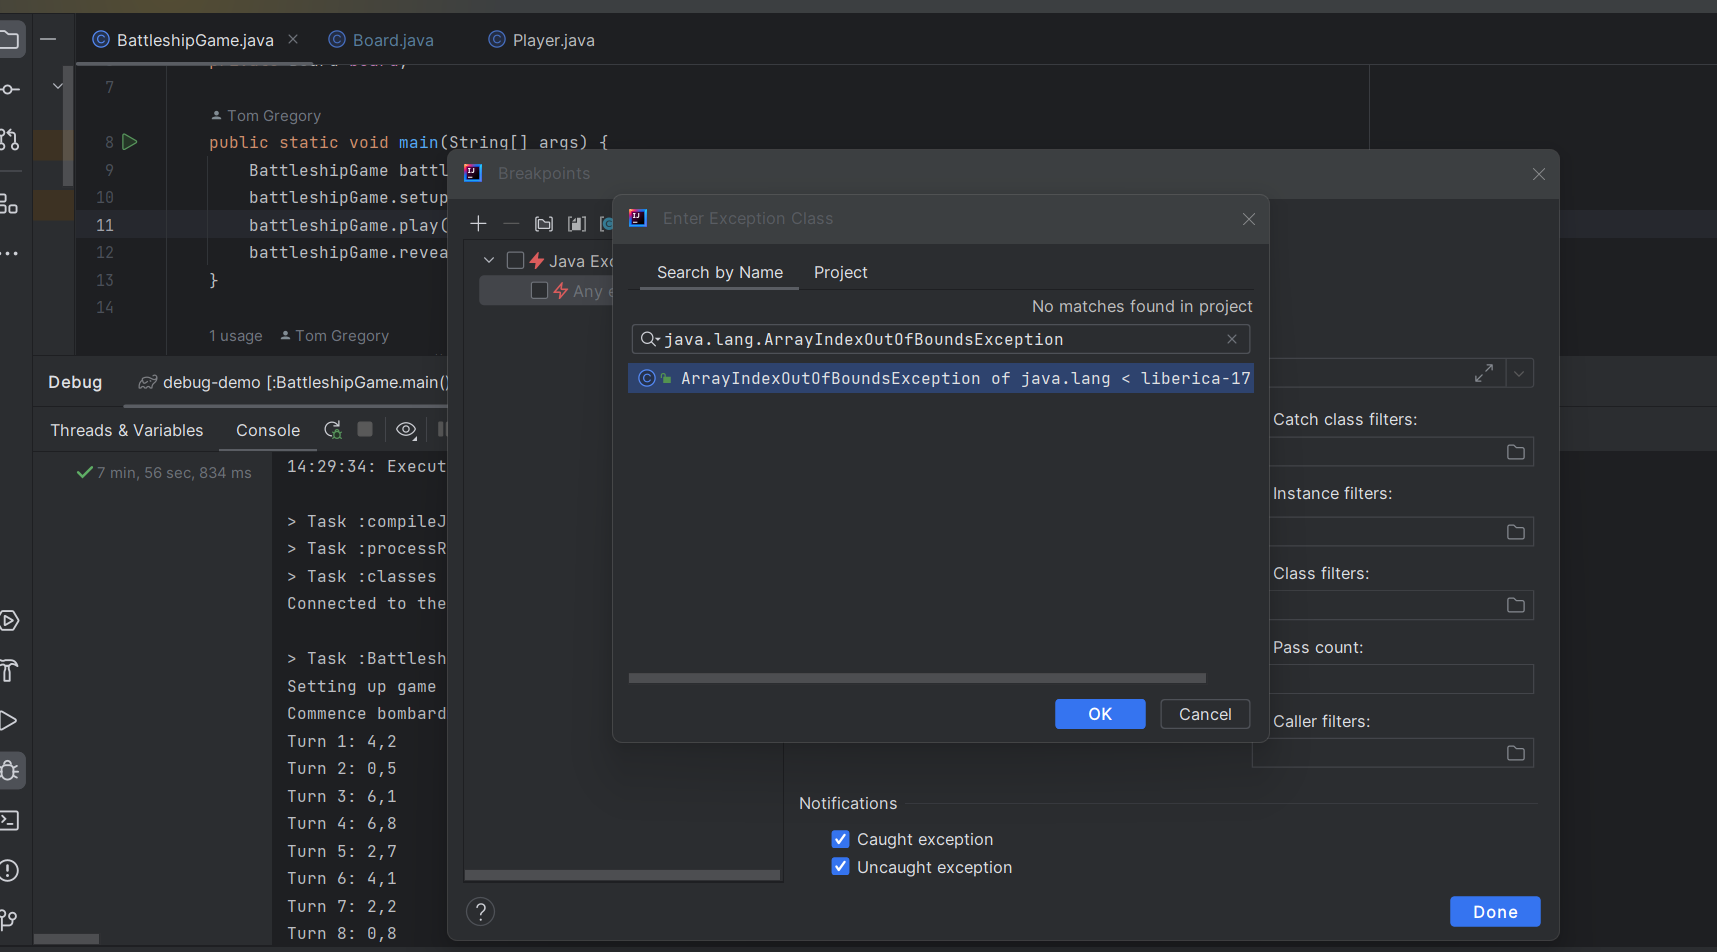 BattleshipGame.java
Board.java
Player.java
7
Tom Gregory
8 public static void main(String[] args) {
9 BattleshipGame battl
10 battleshipGame.setup
11 battleshipGame.play(
12 battleshipGame.revea
13 }
14
1 usage Tom Gregory
Debug
debug-demo [:BattleshipGame.main()
Threads & Variables
Console
7 min, 56 sec, 834 ms
14:29:34: Execut
> Task :compileJ
> Task :processR
> Task :classes
Connected to the
> Task :Battlesh
Setting up game
Commence bombard
Turn 1: 4,2
Turn 2: 0,5
Turn 3: 6,1
Turn 4: 6,8
Turn 5: 2,7
Turn 6: 4,1
Turn 7: 2,2
Turn 8: 0,8
Breakpoints
Java Exc
Any e
Enter Exception Class
Search by Name
Project
No matches found in project
java.lang.ArrayIndexOutOfBoundsException
ArrayIndexOutOfBoundsException of java.lang < liberica-17
OK
Cancel
Catch class filters:
Instance filters:
Class filters:
Pass count:
Caller filters:
Notifications
Caught exception
Uncaught exception
?
Done